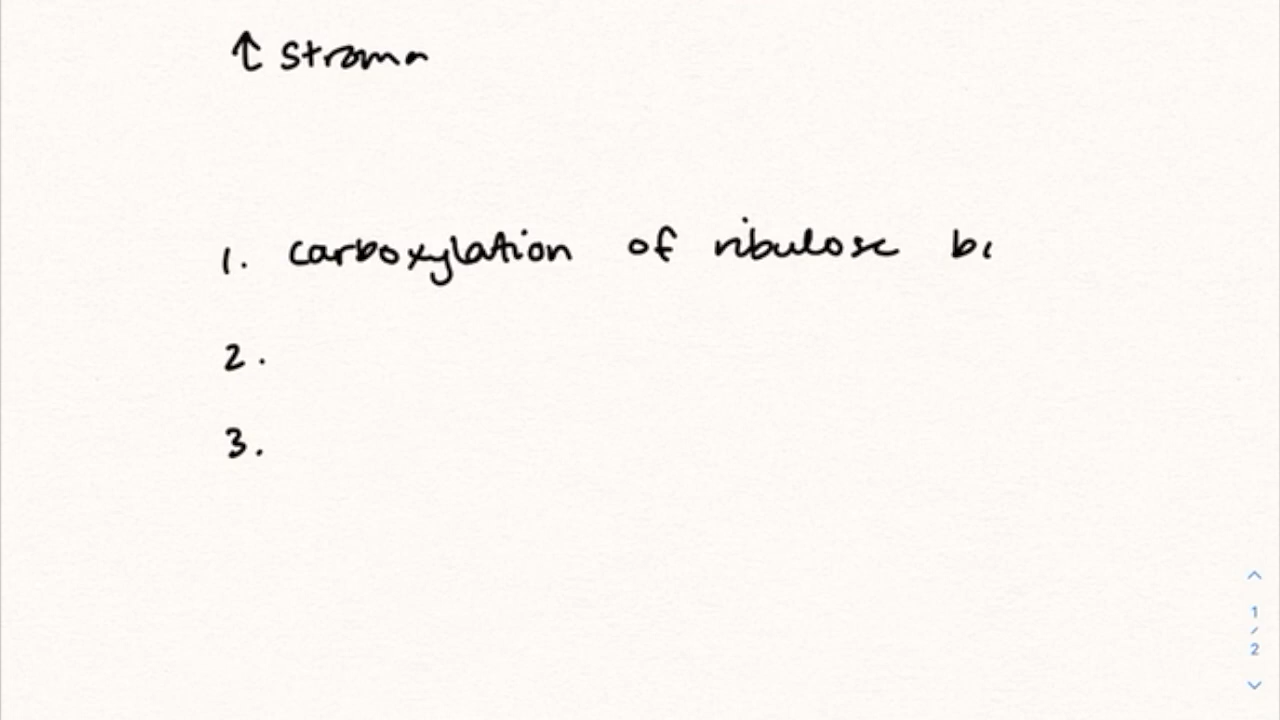 ↑ Stroma
1. carboxylation of ribulose bi
2.
3.
1
/
2